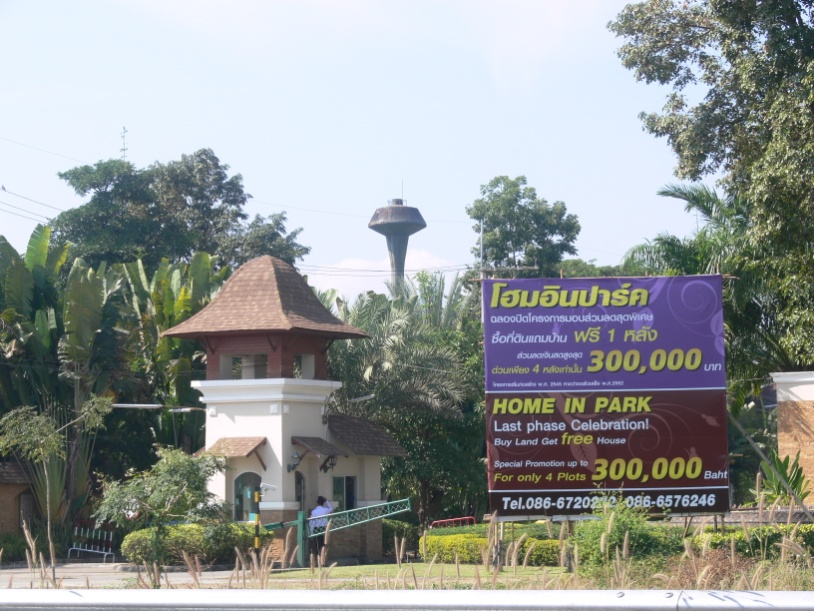 โฮมอินปาร์ค
ฉลองปิดโครงการมอบส่วนลดสุดพิเศษ
ซื้อที่ดินแถมบ้าน ฟรี 1 หลัง
ส่วนลดเงินสดสูงสุด
ด่วนเพียง 4 หลังเท่านั้น 300,000 บาท
HOME IN PARK
Last phase Celebration!
Buy Land Get free House
Special Promotion up to
For only 4 Plots 300,000 Baht
Tel.086-6720 086-6576246